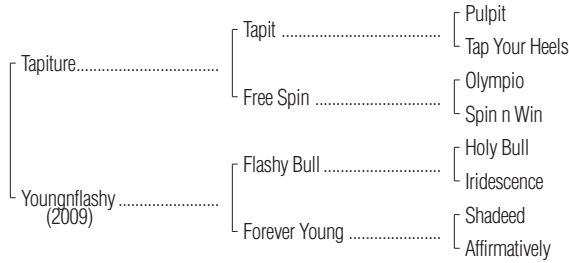 Pulpit
Tapit
Tap Your Heels
Tapiture
Olympio
Free Spin
Spin n Win
Holy Bull
Flashy Bull
Iridescence
Youngnflashy
(2009)
Shadeed
Forever Young
Affirmatively